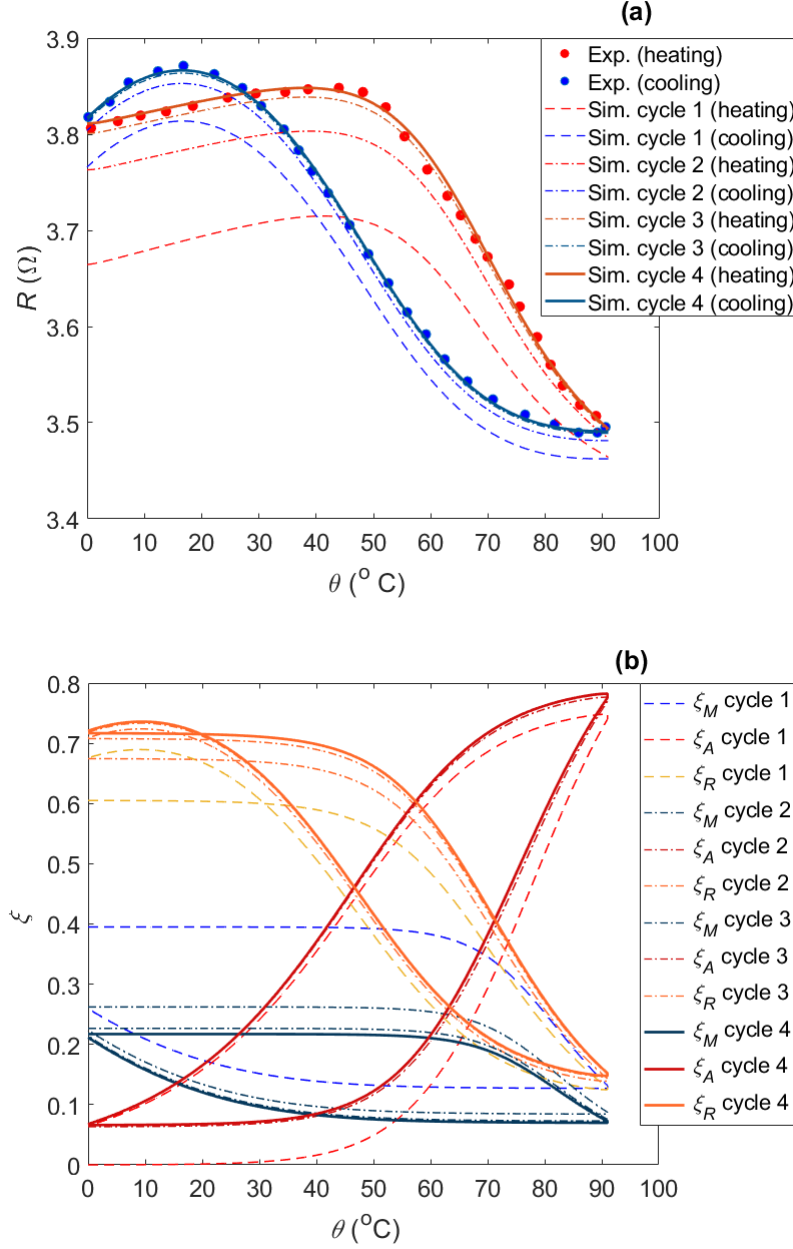 (a)
3.9
3.8
3.7
3.6
3.5
3.4
R (Ω)
0 10 20 30 40 50 60 70 80 90 100
θ (° C)
Exp. (heating)
Exp. (cooling)
Sim. cycle 1 (heating)
Sim. cycle 1 (cooling)
Sim. cycle 2 (heating)
Sim. cycle 2 (cooling)
Sim. cycle 3 (heating)
Sim. cycle 3 (cooling)
Sim. cycle 4 (heating)
Sim. cycle 4 (cooling)
(b)
0.8
0.7
0.6
0.5
0.4
0.3
0.2
0.1
0
ξ
0 10 20 30 40 50 60 70 80 90 100
θ (°C)
ξM cycle 1
ξA cycle 1
ξR cycle 1
ξM cycle 2
ξA cycle 2
ξR cycle 2
ξM cycle 3
ξA cycle 3
ξR cycle 3
ξM cycle 4
ξA cycle 4
ξR cycle 4